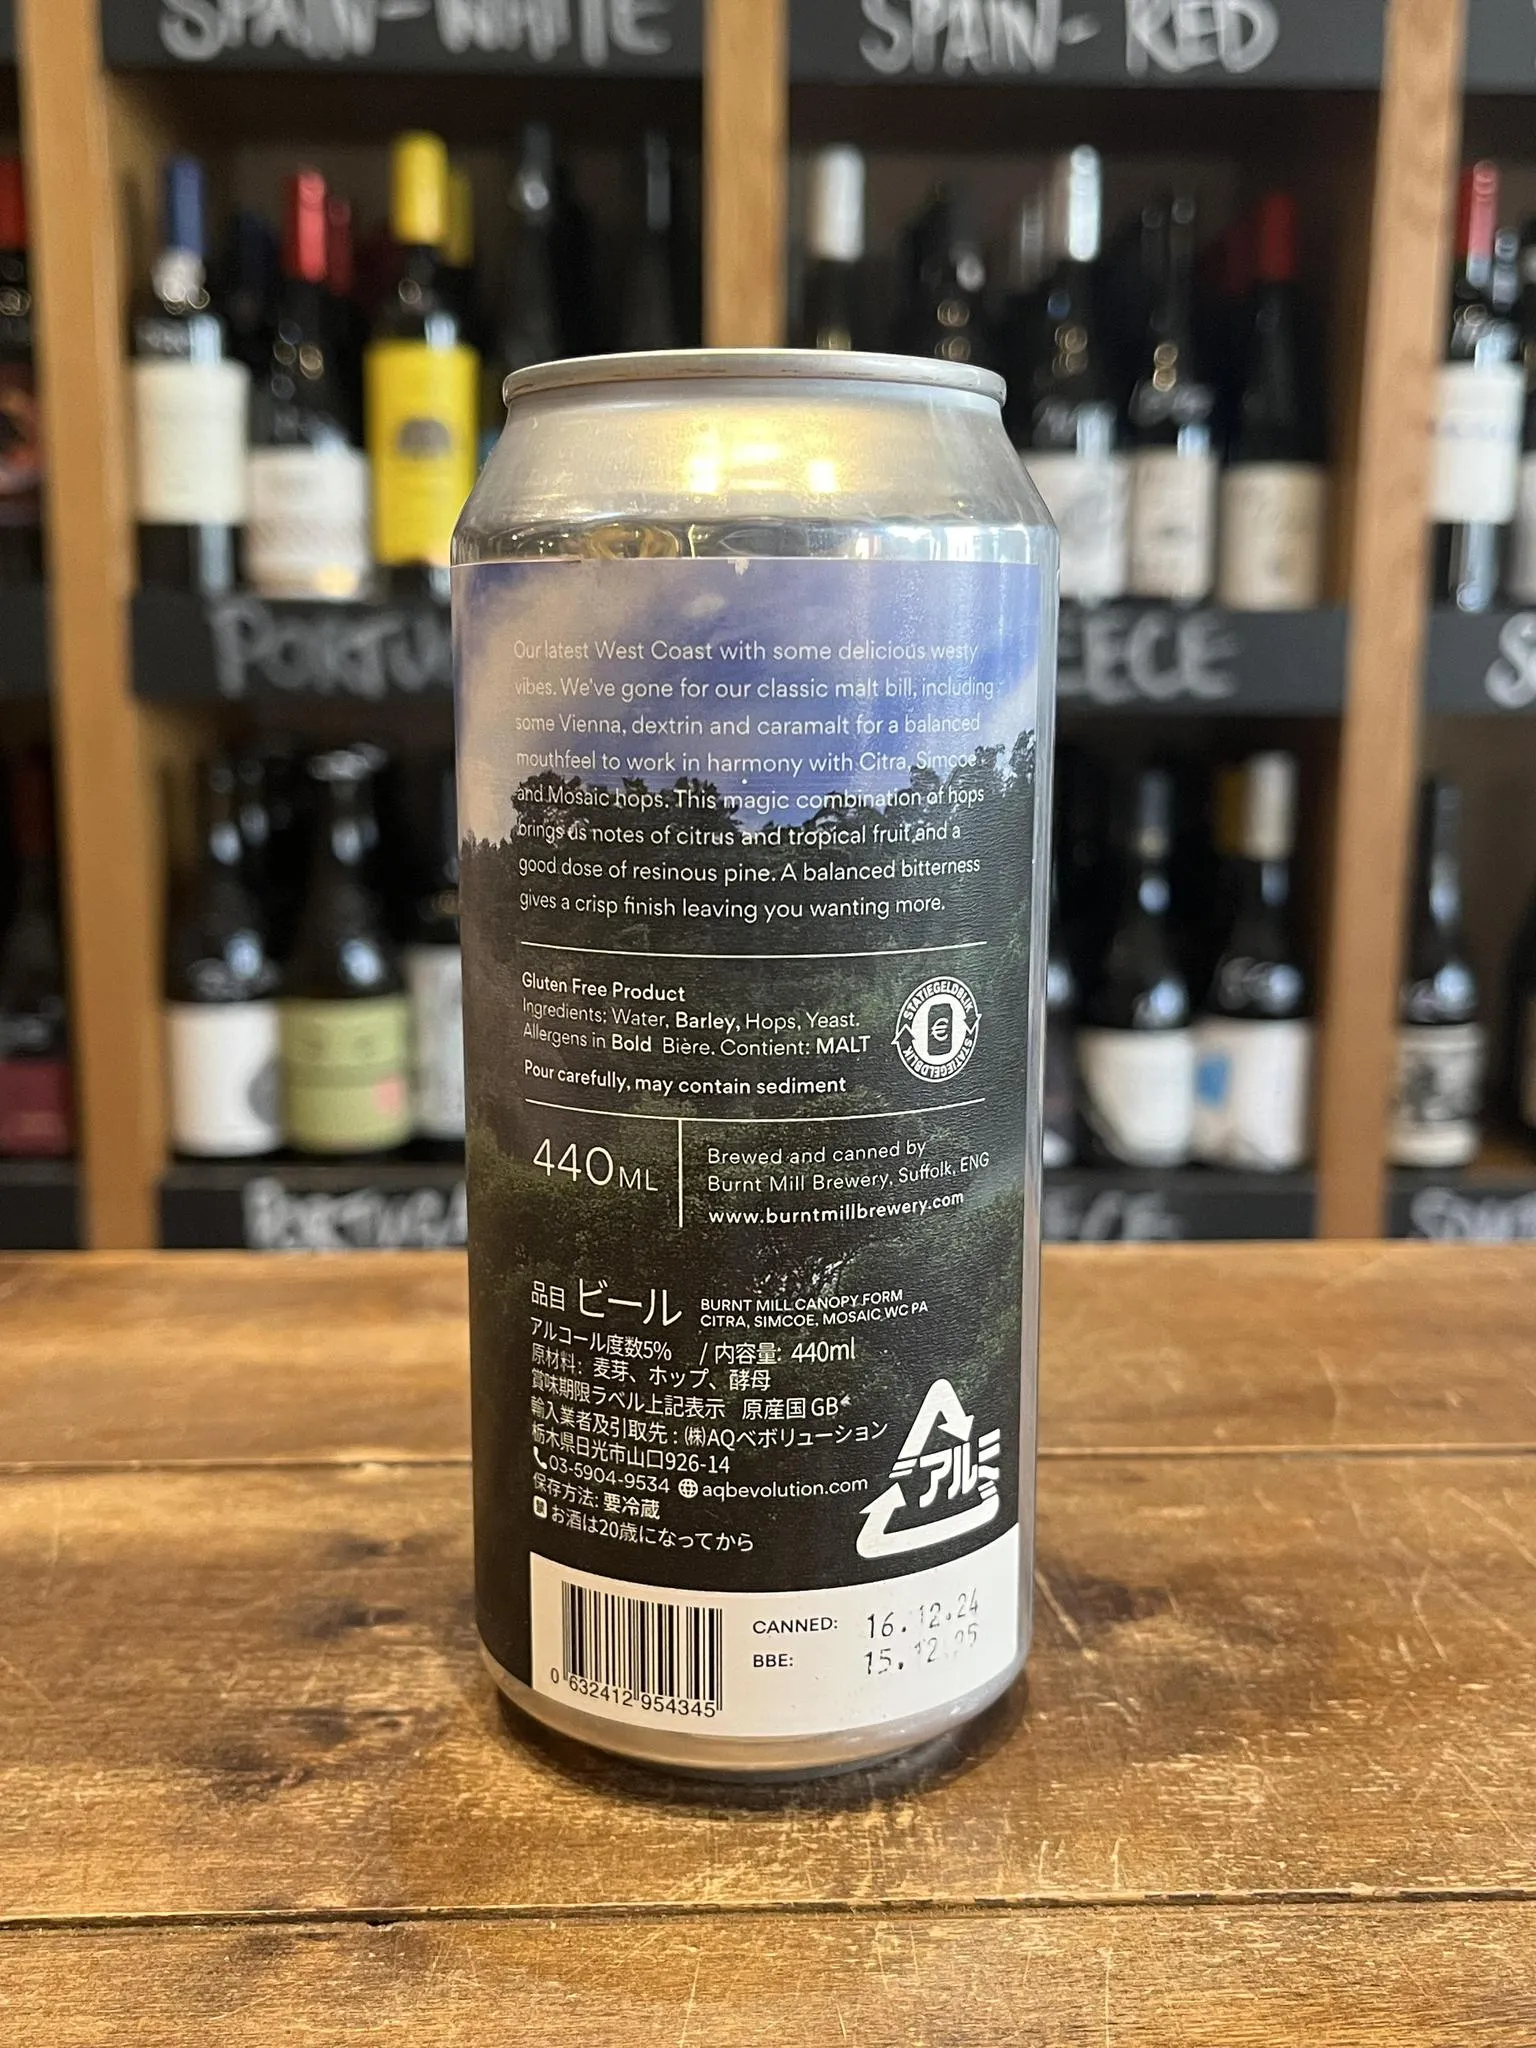 SPAIN-WHITE
SPAIN-RED
Our latest West Coast with some delicious westy
vibes. We've gone for our classic malt bill, including
some Vienna, dextrin and caramalt for a balanced
mouthfeel to work in harmony with Citra, Simcoe
and Mosaic hops. This magic combination of hops
brings us notes of citrus and tropical fruit and a
good dose of resinous pine. A balanced bitterness
gives a crisp finish leaving you wanting more.
Gluten Free Product
Ingredients: Water, Barley, Hops, Yeast.
Allergens in Bold Bière. Contient: MALT
Pour carefully, may contain sediment
STATIEGELDBLIK STATIEGELDBLIK
€
440ML
Brewed and canned by
Burnt Mill Brewery, Suffolk, ENG
www.burntmillbrewery.com
品目 ビール
BURNT MILL CANOPY FORM
CITRA, SIMCOE, MOSAIC WC PA
アルコール度数5% / 内容量: 440ml
原材料: 麦芽、ホップ、酵母
賞味期限ラベル上記表示 原産国 GB
輸入業者及引取先: ㈱AQベボリューション
栃木県日光市山口926-14
03-5904-9534 aqbevolution.com
保存方法: 要冷蔵
お酒は20歳になってから
アルミ
0 632412 954345
CANNED: 16.12.24
BBE: 15.12.25